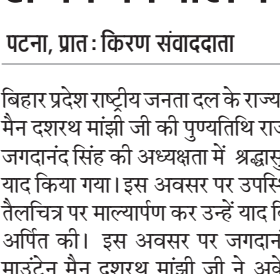 पटना, प्रात : किरण संवाददाता
बिहार प्रदेश राष्ट्रीय जनता दल के राज्य
मैन दशरथ मांझी जी की पुण्यतिथि राज
जगदानंद सिंह की अध्यक्षता में श्रद्धासु
याद किया गया। इस अवसर पर उपस्थि
तैलचित्र पर माल्यार्पण कर उन्हें याद कि
अर्पित की। इस अवसर पर जगदानं
माउंटेन मैन दशरथ मांझी जी ने